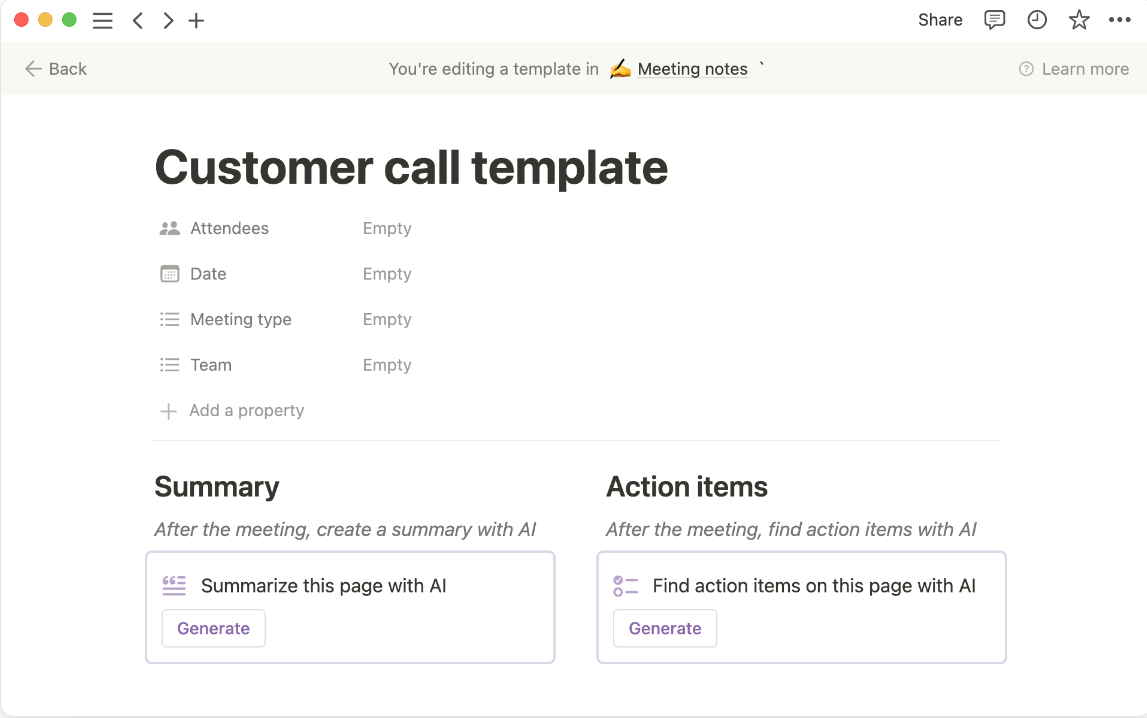 Share
Back
You're editing a template in ✍️ Meeting notes `
Learn more
Customer call template
Attendees Empty
Date Empty
Meeting type Empty
Team Empty
Add a property
Summary
After the meeting, create a summary with AI
Summarize this page with AI
Generate
Action items
After the meeting, find action items with AI
Find action items on this page with AI
Generate